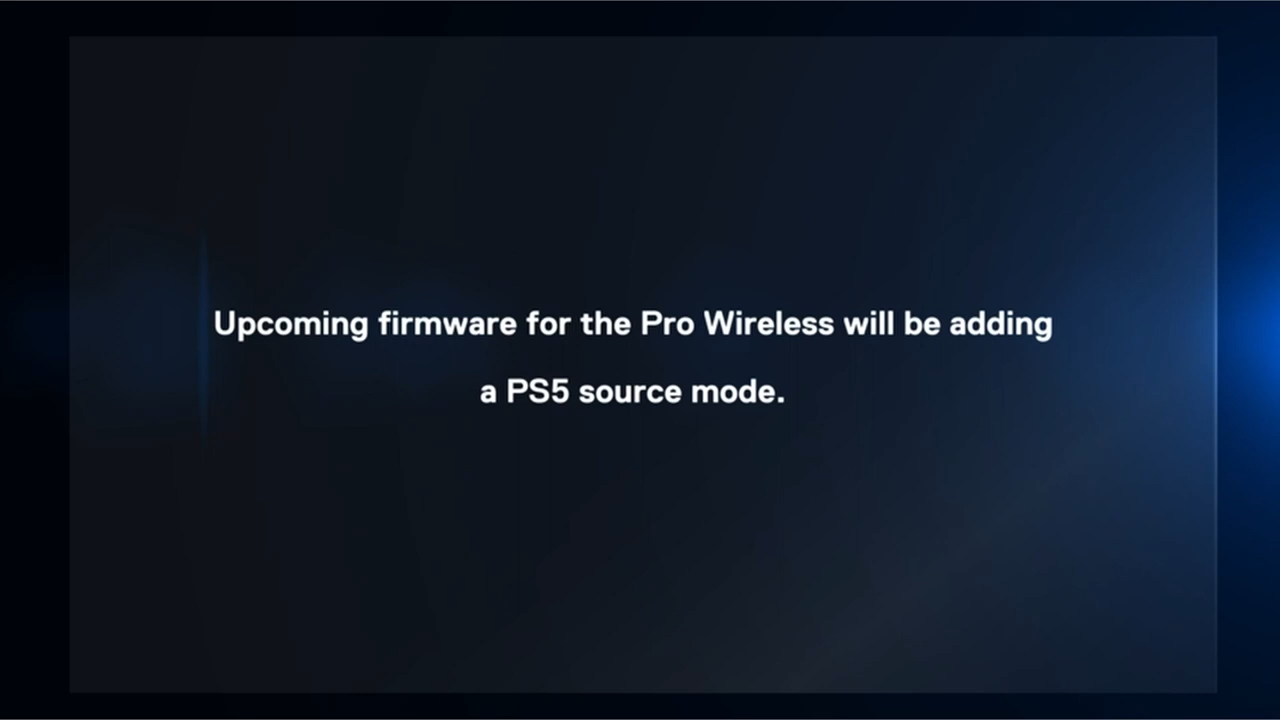 Upcoming firmware for the Pro Wireless will be adding
a PS5 source mode.